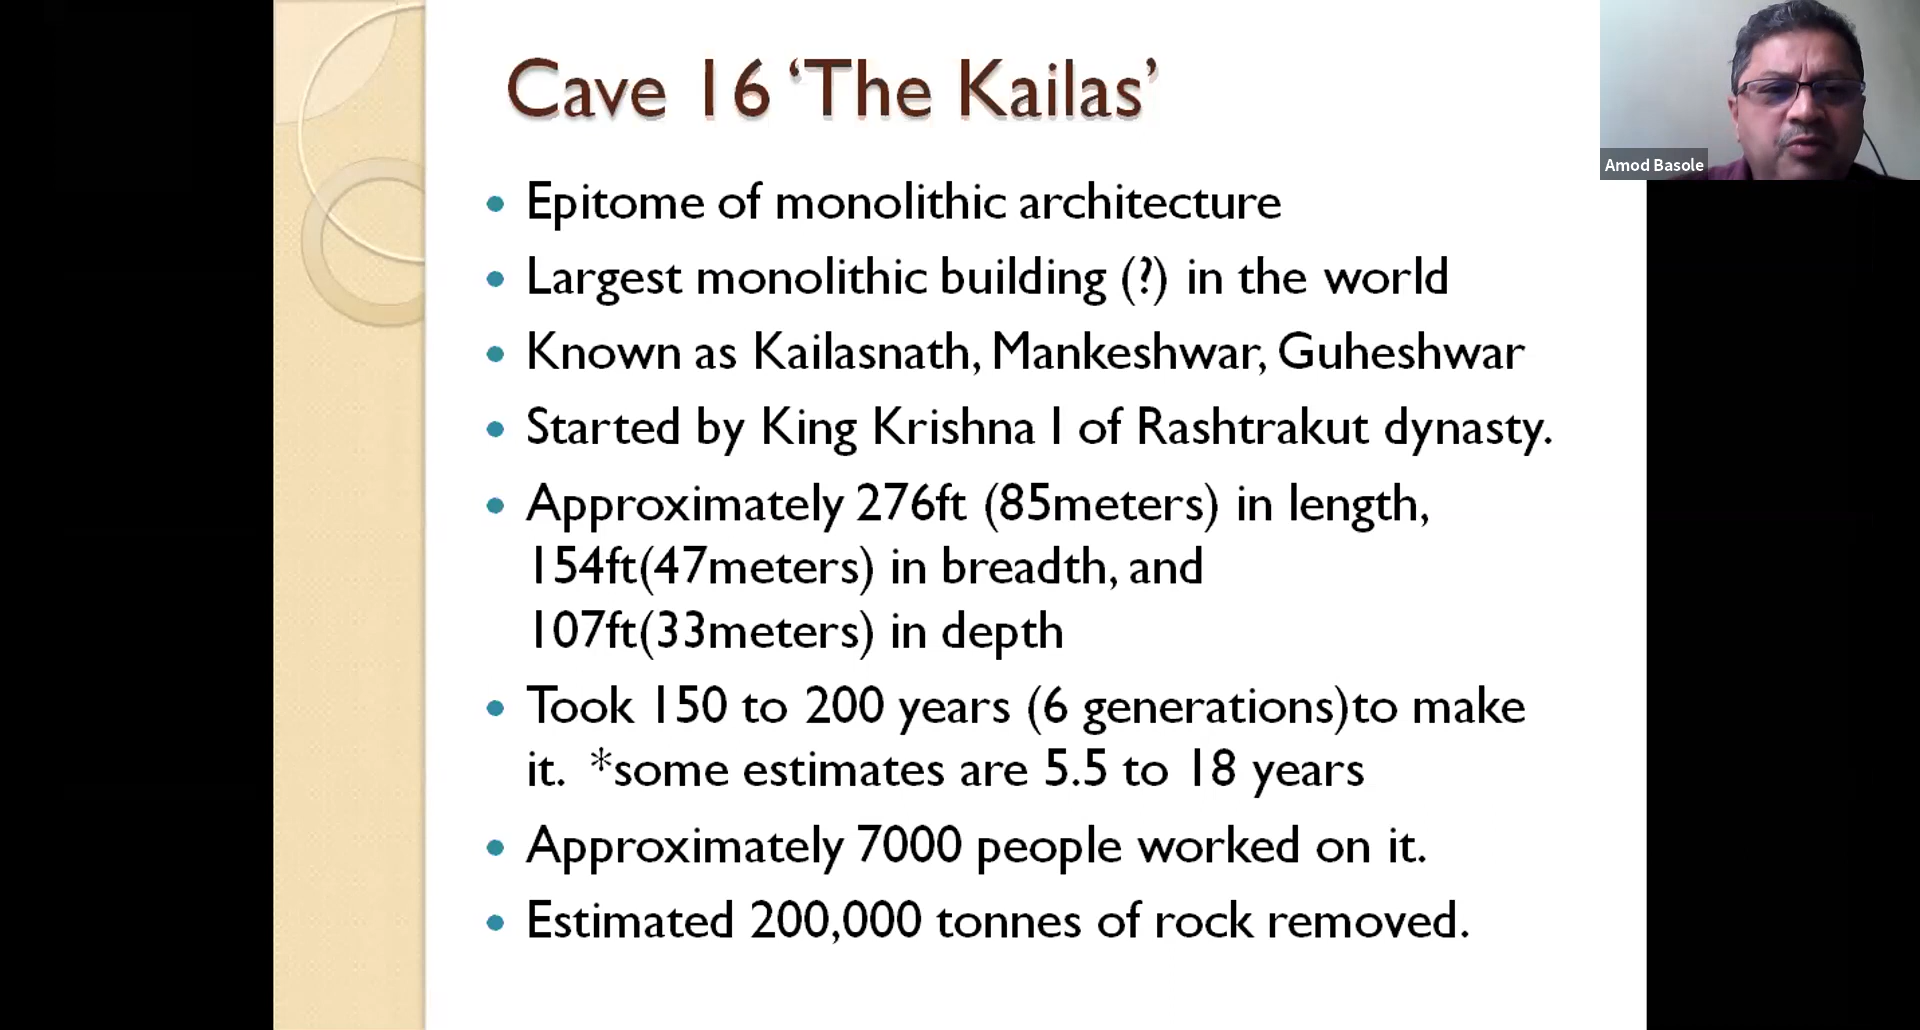 Cave 16 ‘The Kailas’
Amod Basole
• Epitome of monolithic architecture
• Largest monolithic building (?) in the world
• Known as Kailasnath, Mankeshwar, Guheshwar
• Started by King Krishna I of Rashtrakut dynasty.
• Approximately 276ft (85meters) in length,
154ft(47meters) in breadth, and
107ft(33meters) in depth
• Took 150 to 200 years (6 generations)to make
it. *some estimates are 5.5 to 18 years
• Approximately 7000 people worked on it.
• Estimated 200,000 tonnes of rock removed.